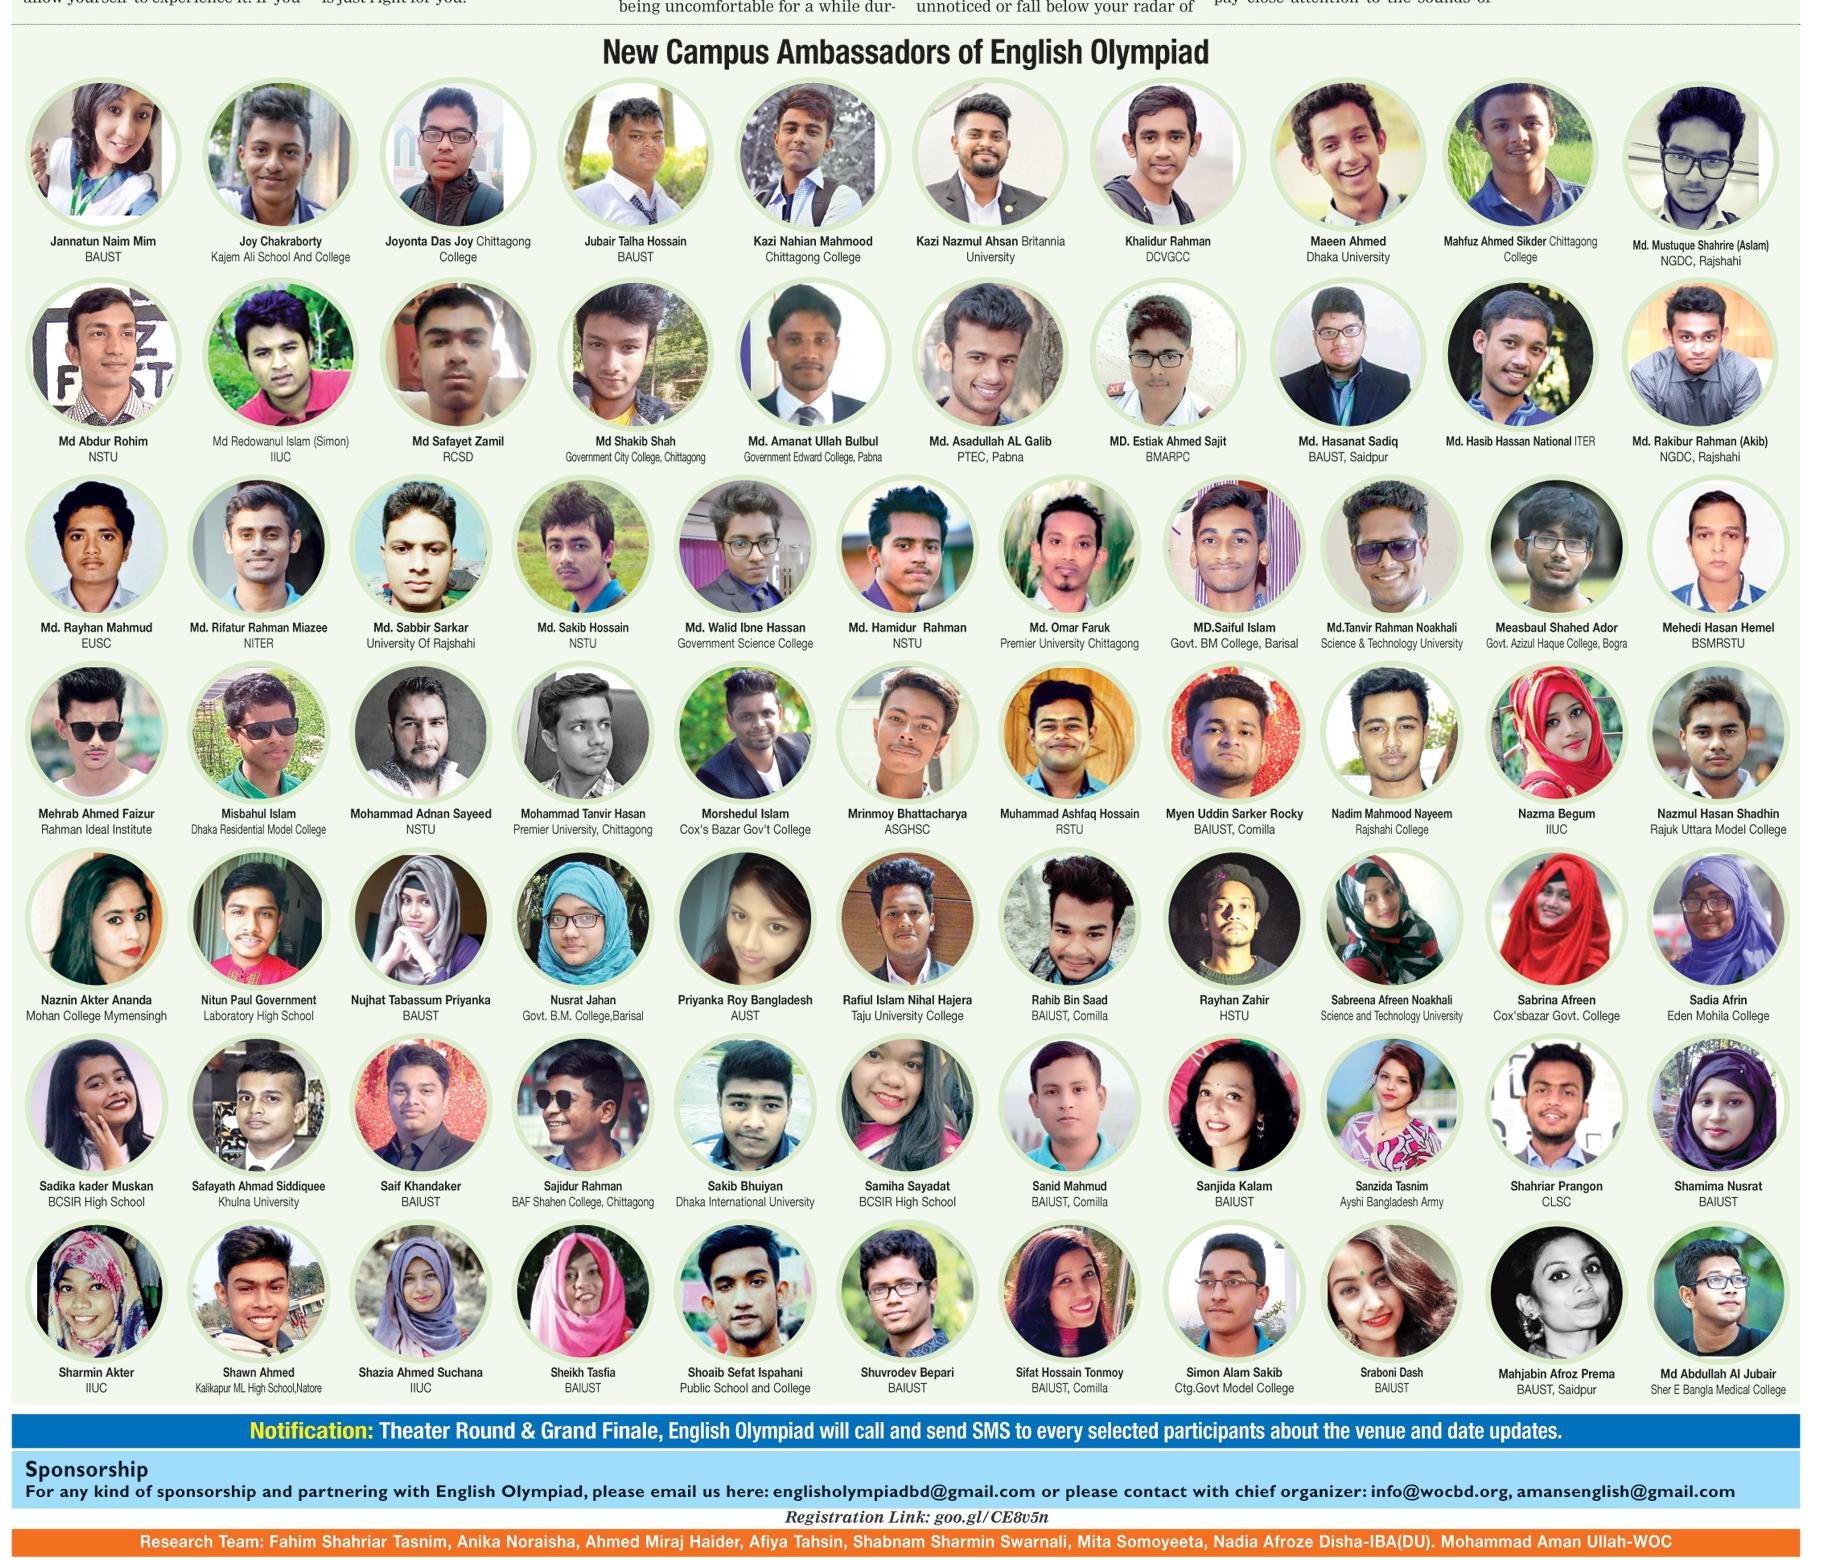 allow yourself to experience it. If you
is just right for you.
being uncomfortable for a while dur-
unnoticed or fall below your radar of
pay close attention to the sounds of
New Campus Ambassadors of English Olympiad
Jannatun Naim Mim
BAUST
Joy Chakraborty
Kajem Ali School And College
Joyonta Das Joy Chittagong
College
Jubair Talha Hossain
BAUST
Kazi Nahian Mahmood
Chittagong College
Kazi Nazmul Ahsan Britannia
University
Khalidur Rahman
DCVGCC
Maeen Ahmed
Dhaka University
Mahfuz Ahmed Sikder Chittagong
College
Md. Mustuque Shahrire (Aslam)
NGDC, Rajshahi
Md Abdur Rohim
NSTU
Md Redowanul Islam (Simon)
IIUC
Md Safayet Zamil
RCSD
Md Shakib Shah
Government City College, Chittagong
Md. Amanat Ullah Bulbul
Government Edward College, Pabna
Md. Asadullah AL Galib
PTEC, Pabna
MD. Estiak Ahmed Sajit
BMARPC
Md. Hasanat Sadiq
BAUST, Saidpur
Md. Hasib Hassan National ITER
Md. Rakibur Rahman (Akib)
NGDC, Rajshahi
Md. Rayhan Mahmud
EUSC
Md. Rifatur Rahman Miazee
NITER
Md. Sabbir Sarkar
University Of Rajshahi
Md. Sakib Hossain
NSTU
Md. Walid Ibne Hassan
Government Science College
Md. Hamidur Rahman
NSTU
Md. Omar Faruk
Premier University Chittagong
MD.Saiful Islam
Govt. BM College, Barisal
Md.Tanvir Rahman Noakhali
Science & Technology University
Measbaul Shahed Ador
Govt. Azizul Haque College, Bogra
Mehedi Hasan Hemel
BSMRSTU
Mehrab Ahmed Faizur
Rahman Ideal Institute
Misbahul Islam
Dhaka Residential Model College
Mohammad Adnan Sayeed
NSTU
Mohammad Tanvir Hasan
Premier University, Chittagong
Morshedul Islam
Cox's Bazar Gov't College
Mrinmoy Bhattacharya
ASGHSC
Muhammad Ashfaq Hossain
RSTU
Myen Uddin Sarker Rocky
BAIUST, Comilla
Nadim Mahmood Nayeem
Rajshahi College
Nazma Begum
IIUC
Nazmul Hasan Shadhin
Rajuk Uttara Model College
Naznin Akter Ananda
Mohan College Mymensingh
Nitun Paul Government
Laboratory High School
Nujhat Tabassum Priyanka
BAUST
Nusrat Jahan
Govt. B.M. College,Barisal
Priyanka Roy Bangladesh
AUST
Rafiul Islam Nihal Hajera
Taju University College
Rahib Bin Saad
BAIUST, Comilla
Rayhan Zahir
HSTU
Sabreena Afreen Noakhali
Science and Technology University
Sabrina Afreen
Cox'sbazar Govt. College
Sadia Afrin
Eden Mohila College
Sadika kader Muskan
BCSIR High School
Safayath Ahmad Siddiquee
Khulna University
Saif Khandaker
BAIUST
Sajidur Rahman
BAF Shahen College, Chittagong
Sakib Bhuiyan
Dhaka International University
Samiha Sayadat
BCSIR High School
Sanid Mahmud
BAIUST, Comilla
Sanjida Kalam
BAIUST
Sanzida Tasnim
Ayshi Bangladesh Army
Shahriar Prangon
CLSC
Shamima Nusrat
BAIUST
Sharmin Akter
IIUC
Shawn Ahmed
Kalikapur ML High School,Natore
Shazia Ahmed Suchana
IIUC
Sheikh Tasfia
BAIUST
Shoaib Sefat Ispahani
Public School and College
Shuvrodev Bepari
BAIUST
Sifat Hossain Tonmoy
BAIUST, Comilla
Simon Alam Sakib
Ctg.Govt Model College
Sraboni Dash
BAIUST
Mahjabin Afroz Prema
BAUST, Saidpur
Md Abdullah Al Jubair
Sher E Bangla Medical College
Notification: Theater Round & Grand Finale, English Olympiad will call and send SMS to every selected participants about the venue and date updates.
Sponsorship
For any kind of sponsorship and partnering with English Olympiad, please email us here: englisholympiadbd@gmail.com or please contact with chief organizer: info@wocbd.org, amansenglish@gmail.com
Registration Link: goo.gl/CE8v5n
Research Team: Fahim Shahriar Tasnim, Anika Noraisha, Ahmed Miraj Haider, Afiya Tahsin, Shabnam Sharmin Swarnali, Mita Somoyeeta, Nadia Afroze Disha-IBA(DU). Mohammad Aman Ullah-WOC